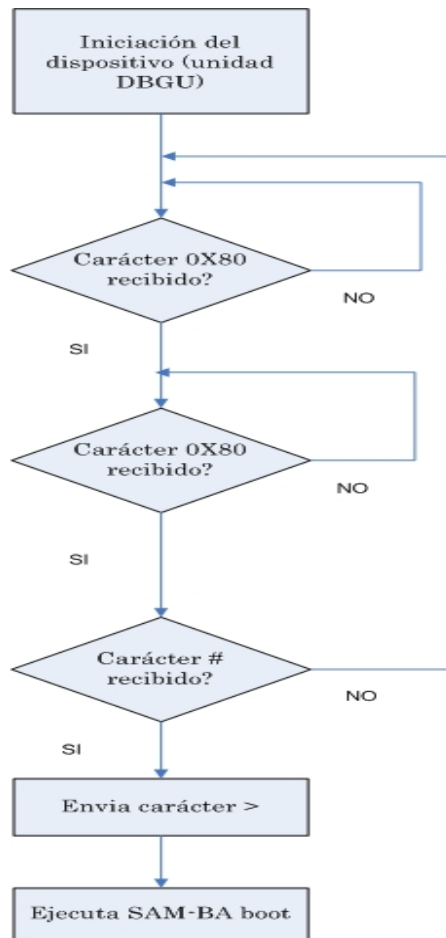 Iniciación del
dispositivo (unidad
DBGU)
Carácter 0X80
recibido?
NO
SI
Carácter 0X80
recibido?
NO
SI
Carácter #
recibido?
NO
SI
Envia carácter >
Ejecuta SAM-BA boot